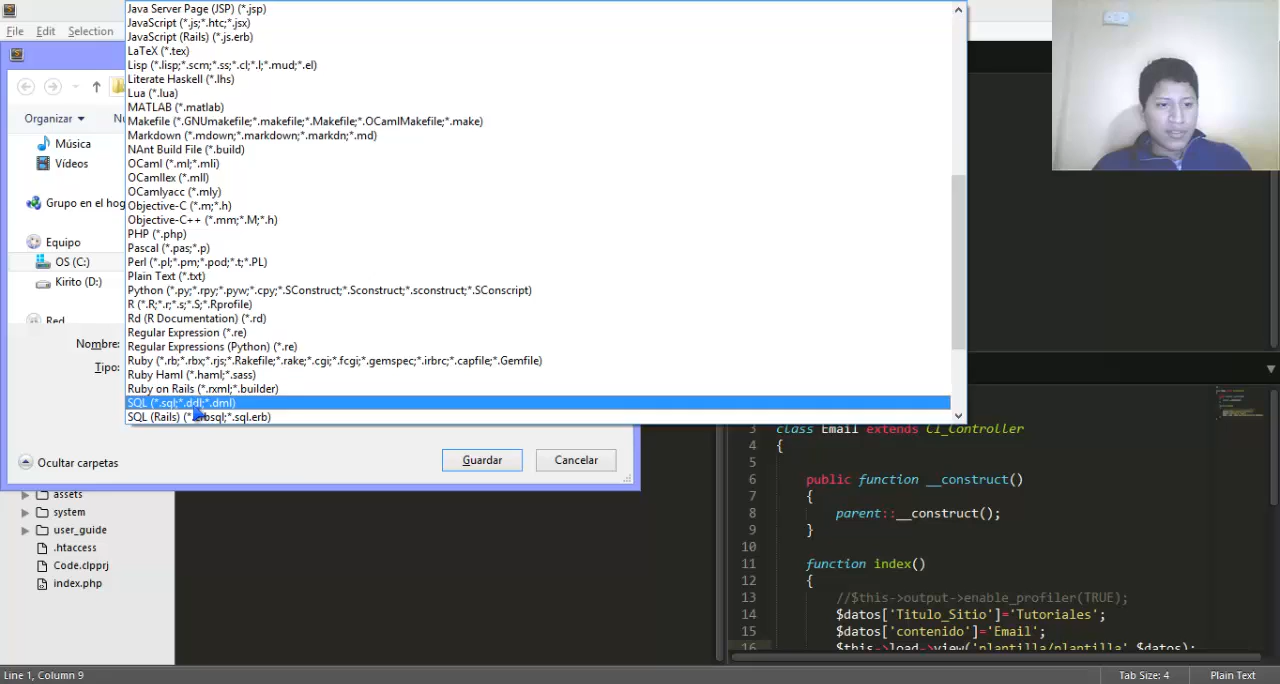 File Edit Selection
Java Server Page (JSP) (*.jsp)
JavaScript (*.js;*.htc;*.jsx)
JavaScript (Rails) (*.js.erb)
LaTeX (*.tex)
Lisp (*.lisp;*.scm;*.ss;*.cl;*.l;*.mud;*.el)
Literate Haskell (*.lhs)
Lua (*.lua)
MATLAB (*.matlab)
Makefile (*.GNUmakefile;*.makefile;*.Makefile;*.OCamlMakefile;*.make)
Markdown (*.mdown;*.markdown;*.markdn;*.md)
NAnt Build File (*.build)
OCaml (*.ml;*.mli)
OCamllex (*.mll)
OCamlyacc (*.mly)
Objective-C (*.m;*.h)
Objective-C++ (*.mm;*.M;*.h)
PHP (*.php)
Pascal (*.pas;*.p)
Perl (*.pl;*.pm;*.pod;*.t;*.PL)
Plain Text (*.txt)
Python (*.py;*.rpy;*.pyw;*.cpy;*.SConstruct;*.Sconstruct;*.sconstruct;*.SConscript)
R (*.R;*.r;*.s;*.S;*.Rprofile)
Rd (R Documentation) (*.rd)
Regular Expression (*.re)
Regular Expressions (Python) (*.re)
Ruby (*.rb;*.rbx;*.rjs;*.Rakefile;*.rake;*.cgi;*.fcgi;*.gemspec;*.irbrc;*.capfile;*.Gemfile)
Ruby Haml (*.haml;*.sass)
Ruby on Rails (*.rxml;*.builder)
SQL (*.sql;*.ddl;*.dml)
SQL (Rails) (*.erbsql;*.sql.erb)
Organizar
Música
Vídeos
Grupo en el hog
Equipo
OS (C:)
Kirito (D:)
Red
Nombre:
Tipo:
Ocultar carpetas
Guardar
Cancelar
assets
system
user_guide
.htaccess
Code.clpprj
index.php
3 class Email extends CI_Controller
4 {
5
6 public function __construct()
7 {
8 parent::__construct();
9 }
10
11 function index()
12 {
13 //$this->output->enable_profiler(TRUE);
14 $datos['Titulo_Sitio']='Tutoriales';
15 $datos['contenido']='Email';
16 $this->load->view('plantilla/plantilla',$datos);
Line 1, Column 9
Tab Size: 4
Plain Text